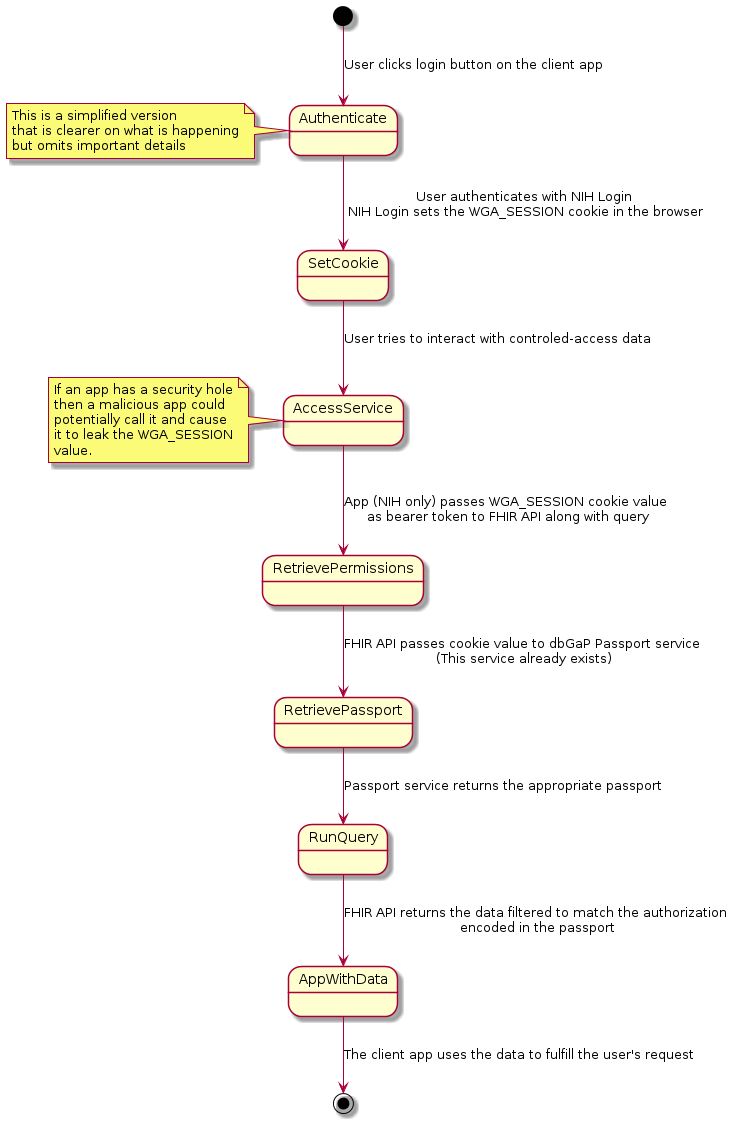 User clicks login button on the client app
This is a simplified version
that is clearer on what is happening
but omits important details
Authenticate
User authenticates with NIH Login
NIH Login sets the WGA_SESSION cookie in the browser
SetCookie
User tries to interact with controled-access data
If an app has a security hole
then a malicious app could
potentially call it and cause
it to leak the WGA_SESSION
value.
AccessService
App (NIH only) passes WGA_SESSION cookie value
as bearer token to FHIR API along with query
RetrievePermissions
FHIR API passes cookie value to dbGaP Passport service
(This service already exists)
RetrievePassport
Passport service returns the appropriate passport
RunQuery
FHIR API returns the data filtered to match the authorization
encoded in the passport
AppWithData
The client app uses the data to fulfill the user's request